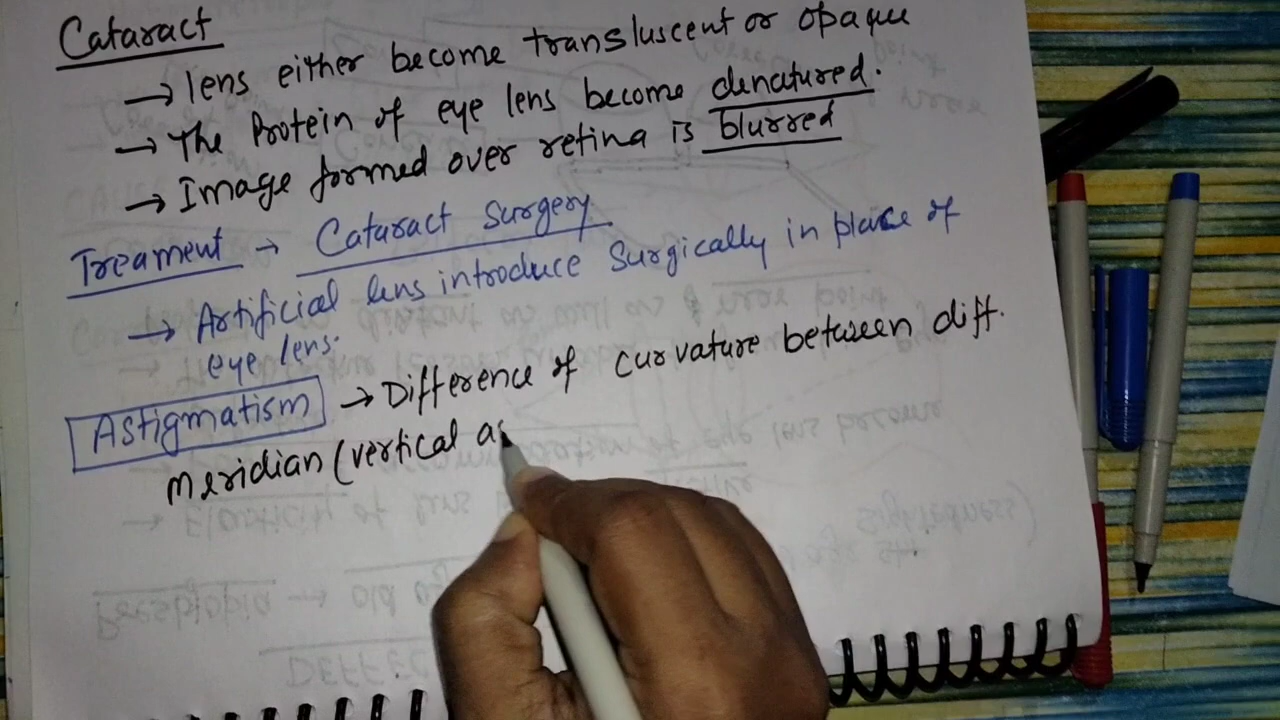 Cataract
→ lens either become transluscent or opaque
→ The Protein of eye lens become denatured.
→ Image formed over retina is blurred
Treament → Cataract Surgery
→ Artificial lens introduce Surgically in place of
eye lens.
Astigmatism → Difference of curvature between diff.
meridian (vertical as